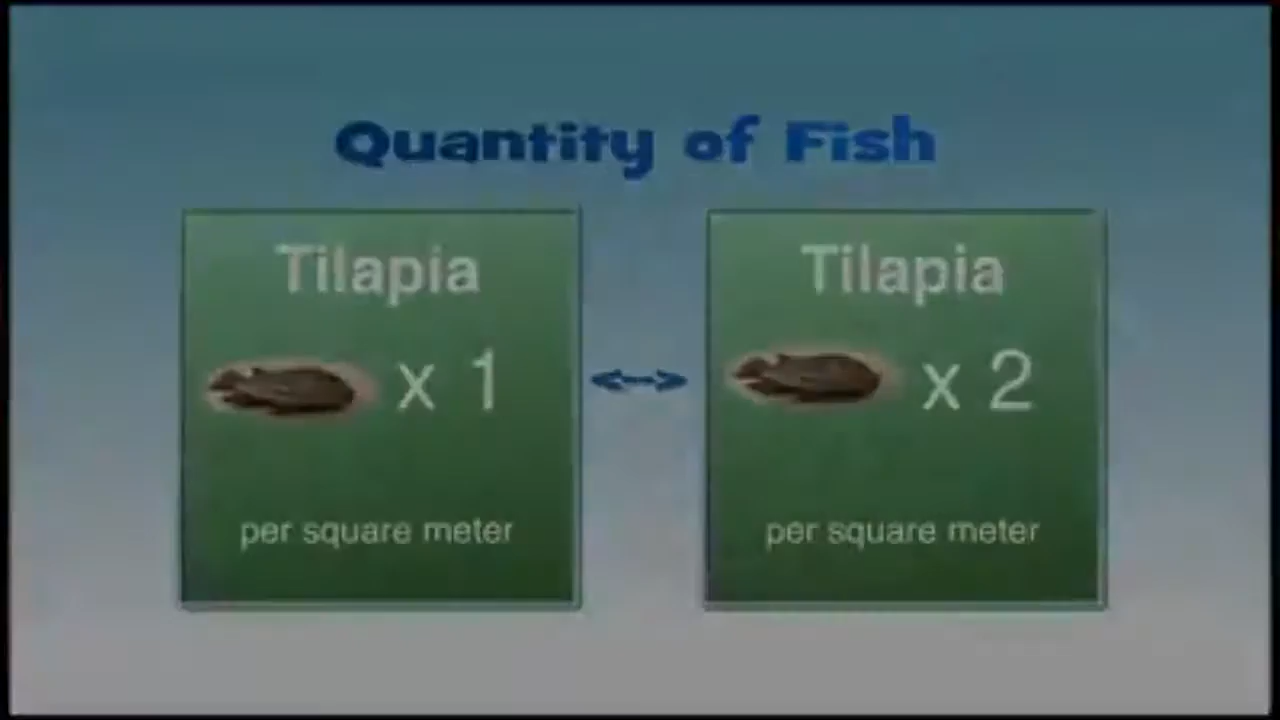 Quantity of Fish
Tilapia
x 1
per square meter
Tilapia
x 2
per square meter